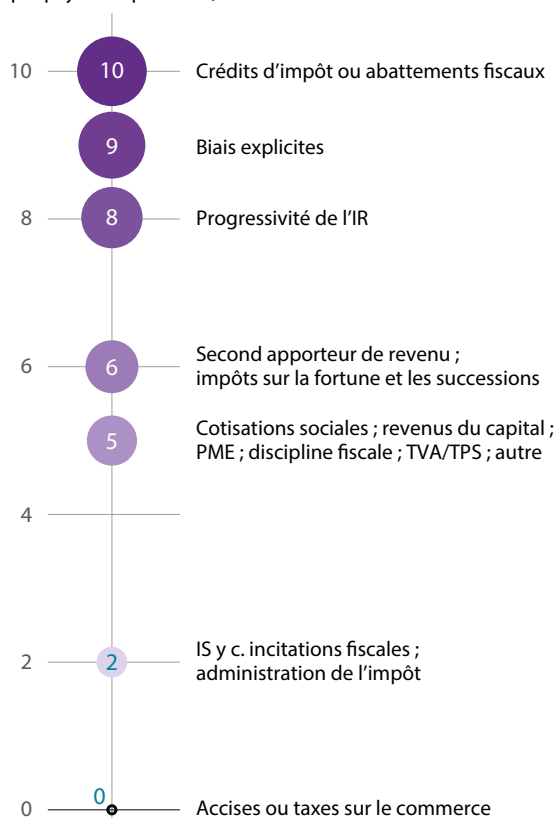 10 10 Crédits d'impôt ou abattements fiscaux
9 Biais explicites
8 8 Progressivité de l'IR
6 6 Second apporteur de revenu ;
impôts sur la fortune et les successions
5 Cotisations sociales ; revenus du capital ;
PME ; discipline fiscale ; TVA/TPS ; autre
4
2 2 IS y c. incitations fiscales ;
administration de l'impôt
0 0 Accises ou taxes sur le commerce